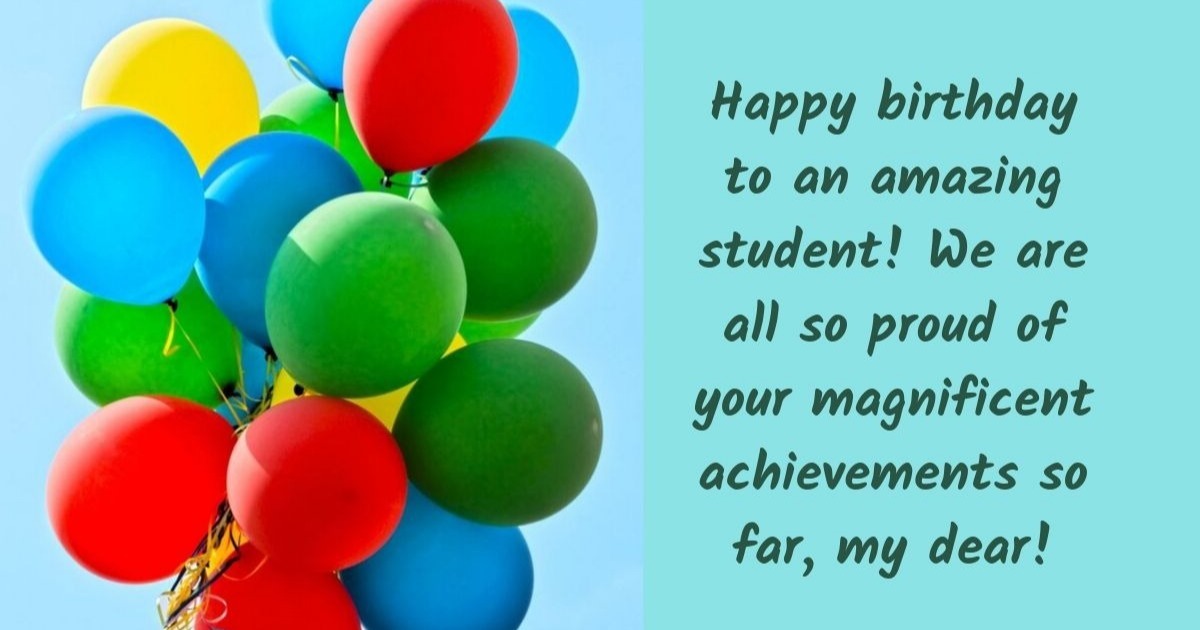 Happy birthday
to an amazing
student! We are
all so proud of
your magnificent
achievements so
far, my dear!